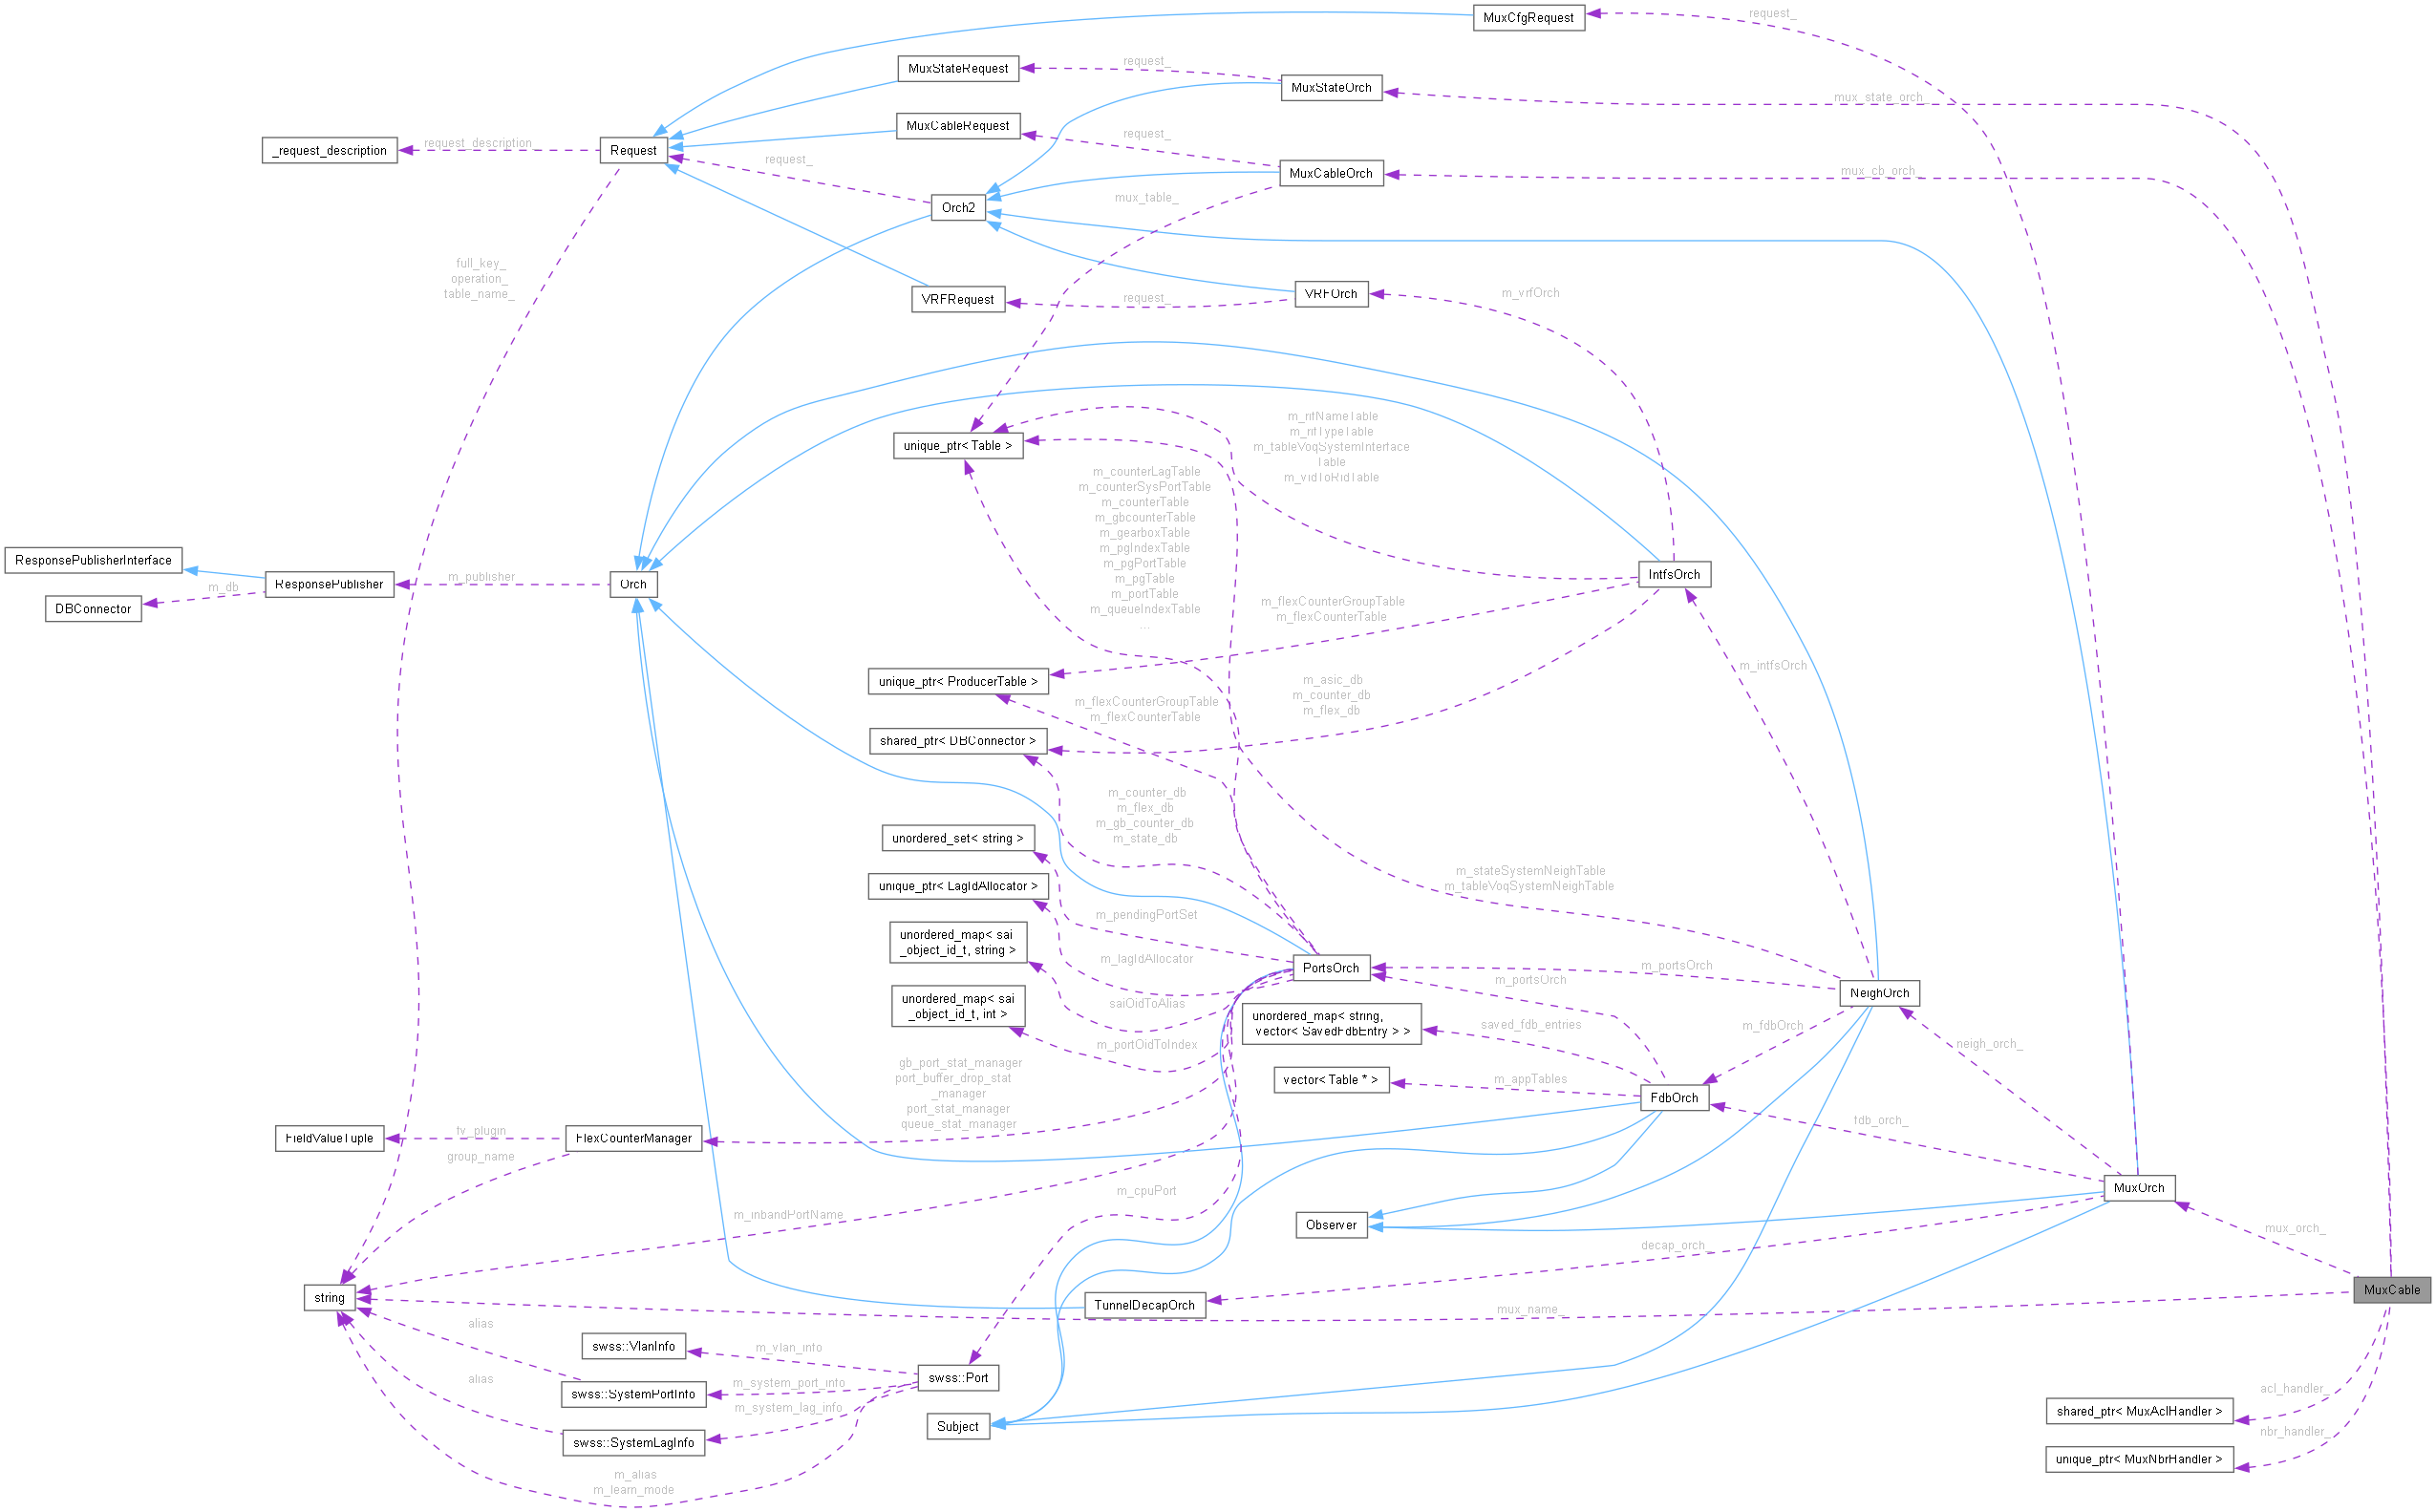 MuxCfgRequest
request_
MuxStateRequest
request_
MuxStateOrch
mux_state_orch_
MuxCableRequest
request_
_request_description
request_description_
Request
request_
MuxCableOrch
mux_cb_orch_
Orch2
mux_table_
full_key_
operation_
table_name_
VRFRequest
request_
VRFOrch
m_vrfOrch
unique_ptr< Table >
m_rifNameTable
m_rifTypeTable
m_tableVoqSystemInterface
Table
m_vidToRidTable
m_counterLagTable
m_counterSysPortTable
m_counterTable
m_gbcounterTable
m_gearboxTable
m_pgIndexTable
m_pgPortTable
m_pgTable
m_portTable
m_queueIndexTable
...
ResponsePublisherInterface
ResponsePublisher
m_publisher
Orch
m_db
DBConnector
IntfsOrch
m_flexCounterGroupTable
m_flexCounterTable
m_intfsOrch
unique_ptr< ProducerTable >
m_flexCounterGroupTable
m_flexCounterTable
m_asic_db
m_counter_db
m_flex_db
shared_ptr< DBConnector >
m_counter_db
m_flex_db
m_gb_counter_db
m_state_db
unordered_set< string >
unique_ptr< LagIdAllocator >
m_stateSystemNeighTable
m_tableVoqSystemNeighTable
m_pendingPortSet
unordered_map< sai
_object_id_t, string >
m_lagIdAllocator
PortsOrch
m_portsOrch
m_portsOrch
NeighOrch
unordered_map< sai
_object_id_t, int >
saiOidToAlias
unordered_map< string,
vector< SavedFdbEntry > >
saved_fdb_entries
m_fdbOrch
m_portOidToIndex
neigh_orch_
gb_port_stat_manager
port_buffer_drop_stat
_manager
port_stat_manager
queue_stat_manager
vector< Table * >
m_appTables
FdbOrch
fdb_orch_
FieldValueTuple
fv_plugin
FlexCounterManager
group_name
m_cpuPort
MuxOrch
m_inbandPortName
Observer
mux_orch_
decap_orch_
string
TunnelDecapOrch
mux_name_
MuxCable
alias
swss::VlanInfo
m_vlan_info
swss::Port
alias
swss::SystemPortInfo
m_system_port_info
m_system_lag_info
acl_handler_
shared_ptr< MuxAclHandler >
Subject
swss::SystemLagInfo
nbr_handler_
unique_ptr< MuxNbrHandler >
m_alias
m_learn_mode